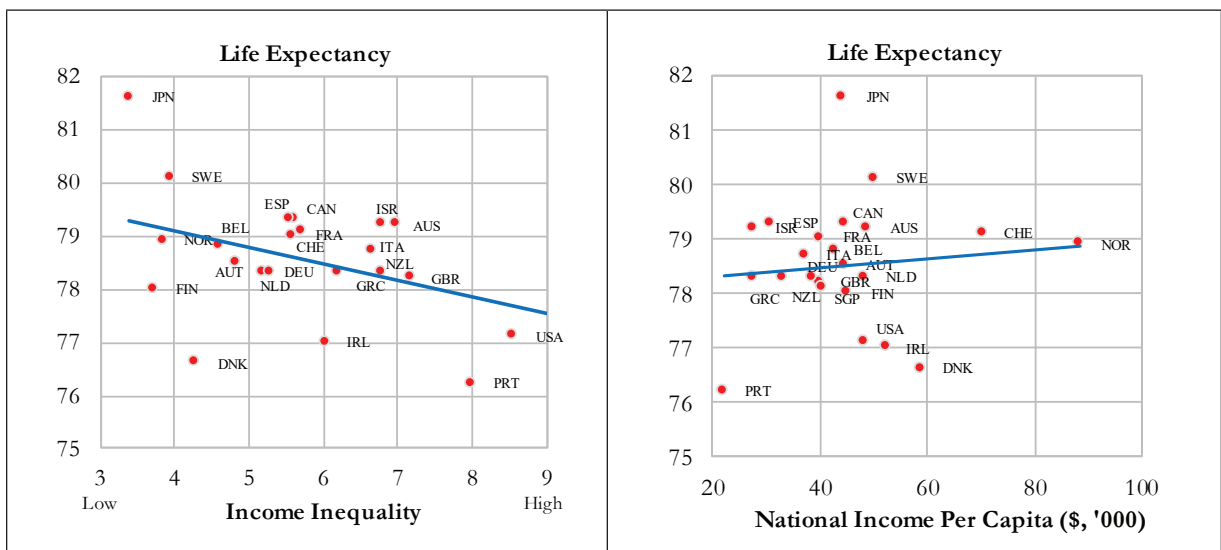 Life Expectancy
82
81
80
79
78
77
76
75
JPN
SWE
ESP
CAN
ISR
AUS
NOR
BEL
FRA
CHE
ITA
AUT
DEU
NZL
GBR
FIN
NLD
GRC
DNK
IRL
USA
PRT
3 4 5 6 7 8 9
Low High
Income Inequality
Life Expectancy
82
81
80
79
78
77
76
75
JPN
SWE
ISR
ESP
CAN
AUS
FRA
CHE
NOR
ITA
BEL
DEU
AUT
NLD
GRC
NZL
GBR
SGP
FIN
USA
IRL
DNK
PRT
20 40 60 80 100
National Income Per Capita ($, '000)